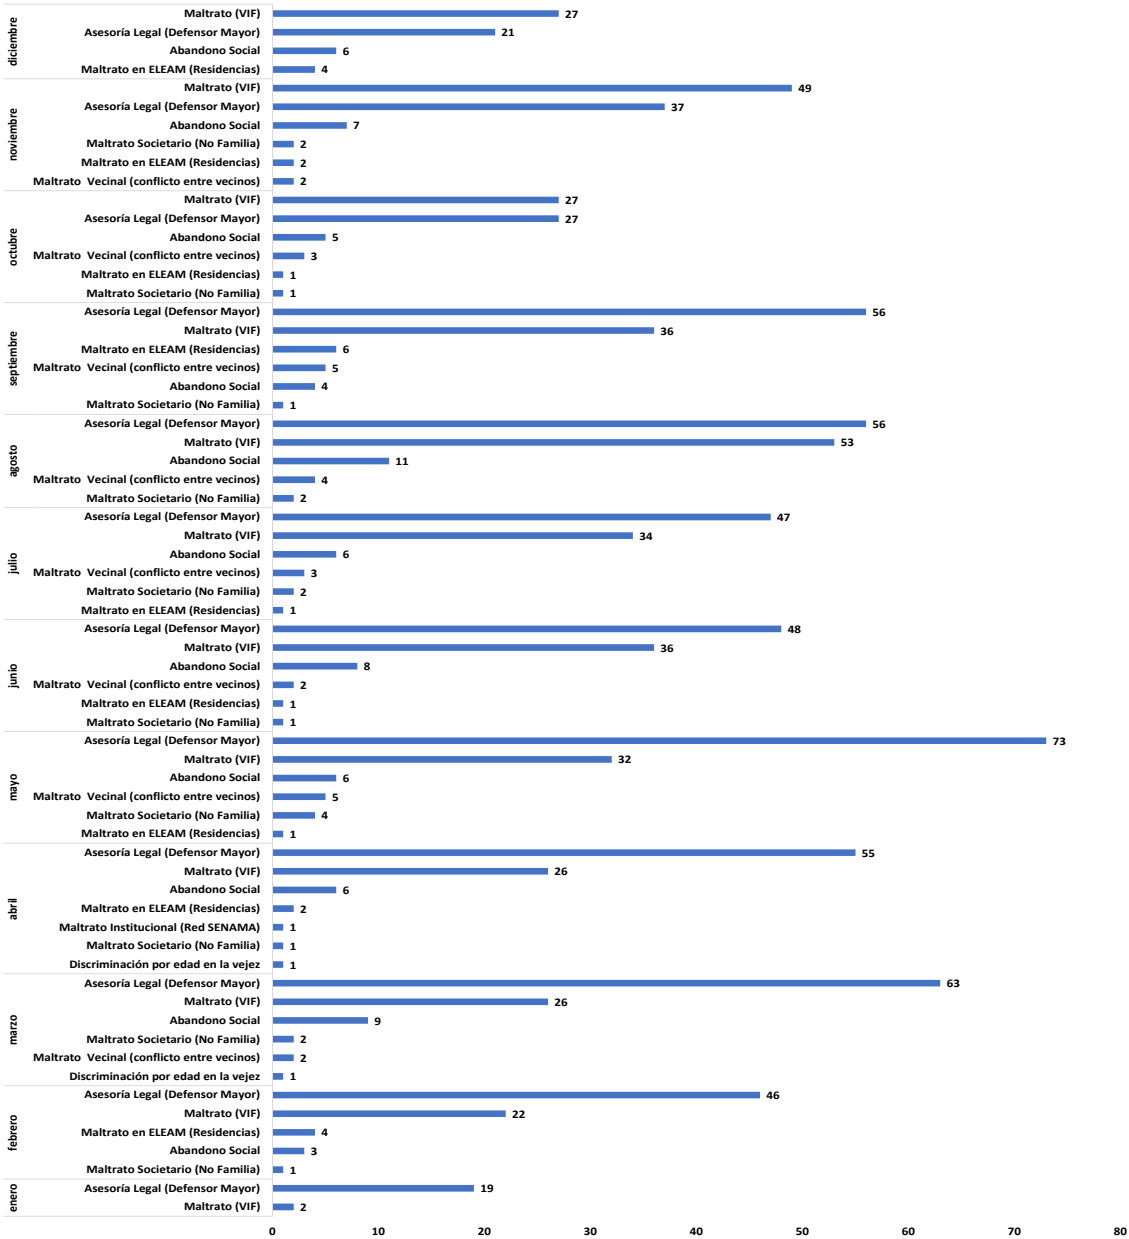 diciembre
Maltrato (VIF) 27
Asesoría Legal (Defensor Mayor) 21
Abandono Social 6
Maltrato en ELEAM (Residencias) 4
noviembre
Maltrato (VIF) 49
Asesoría Legal (Defensor Mayor) 37
Abandono Social 7
Maltrato Societario (No Familia) 2
Maltrato en ELEAM (Residencias) 2
Maltrato Vecinal (conflicto entre vecinos) 2
octubre
Maltrato (VIF) 27
Asesoría Legal (Defensor Mayor) 27
Abandono Social 5
Maltrato  Vecinal (conflicto entre vecinos) 3
Maltrato en ELEAM (Residencias) 1
Maltrato Societario (No Familia) 1
septiembre
Asesoría Legal (Defensor Mayor) 56
Maltrato (VIF) 36
Maltrato en ELEAM (Residencias) 6
Maltrato  Vecinal (conflicto entre vecinos) 5
Abandono Social 4
Maltrato Societario (No Familia) 1
agosto
Asesoría Legal (Defensor Mayor) 56
Maltrato (VIF) 53
Abandono Social 11
Maltrato  Vecinal (conflicto entre vecinos) 4
Maltrato Societario (No Familia) 2
julio
Asesoría Legal (Defensor Mayor) 47
Maltrato (VIF) 34
Abandono Social 6
Maltrato  Vecinal (conflicto entre vecinos) 3
Maltrato Societario (No Familia) 2
Maltrato en ELEAM (Residencias) 1
junio
Asesoría Legal (Defensor Mayor) 48
Maltrato (VIF) 36
Abandono Social 8
Maltrato  Vecinal (conflicto entre vecinos) 2
Maltrato en ELEAM (Residencias) 1
Maltrato Societario (No Familia) 1
mayo
Asesoría Legal (Defensor Mayor) 73
Maltrato (VIF) 32
Abandono Social 6
Maltrato  Vecinal (conflicto entre vecinos) 5
Maltrato Societario (No Familia) 4
Maltrato en ELEAM (Residencias) 1
abril
Asesoría Legal (Defensor Mayor) 55
Maltrato (VIF) 26
Abandono Social 6
Maltrato en ELEAM (Residencias) 2
Maltrato Institucional (Red SENAMA) 1
Maltrato Societario (No Familia) 1
Discriminación por edad en la vejez 1
marzo
Asesoría Legal (Defensor Mayor) 63
Maltrato (VIF) 26
Abandono Social 9
Maltrato Societario (No Familia) 2
Maltrato  Vecinal (conflicto entre vecinos) 2
Discriminación por edad en la vejez 1
febrero
Asesoría Legal (Defensor Mayor) 46
Maltrato (VIF) 22
Maltrato en ELEAM (Residencias) 4
Abandono Social 3
Maltrato Societario (No Familia) 1
enero
Asesoría Legal (Defensor Mayor) 19
Maltrato (VIF) 2
0 10 20 30 40 50 60 70 80